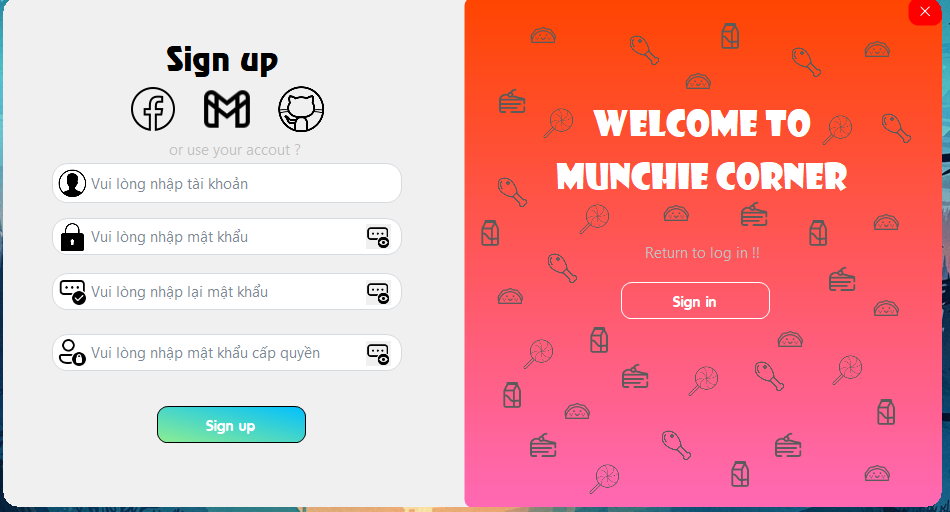 Sign up
or use your accout ?
Vui lòng nhập tài khoản
Vui lòng nhập mật khẩu
Vui lòng nhập lại mật khẩu
Vui lòng nhập mật khẩu cấp quyền
Sign up
WELCOME TO
MUNCHIE CORNER
Return to log in !!
Sign in